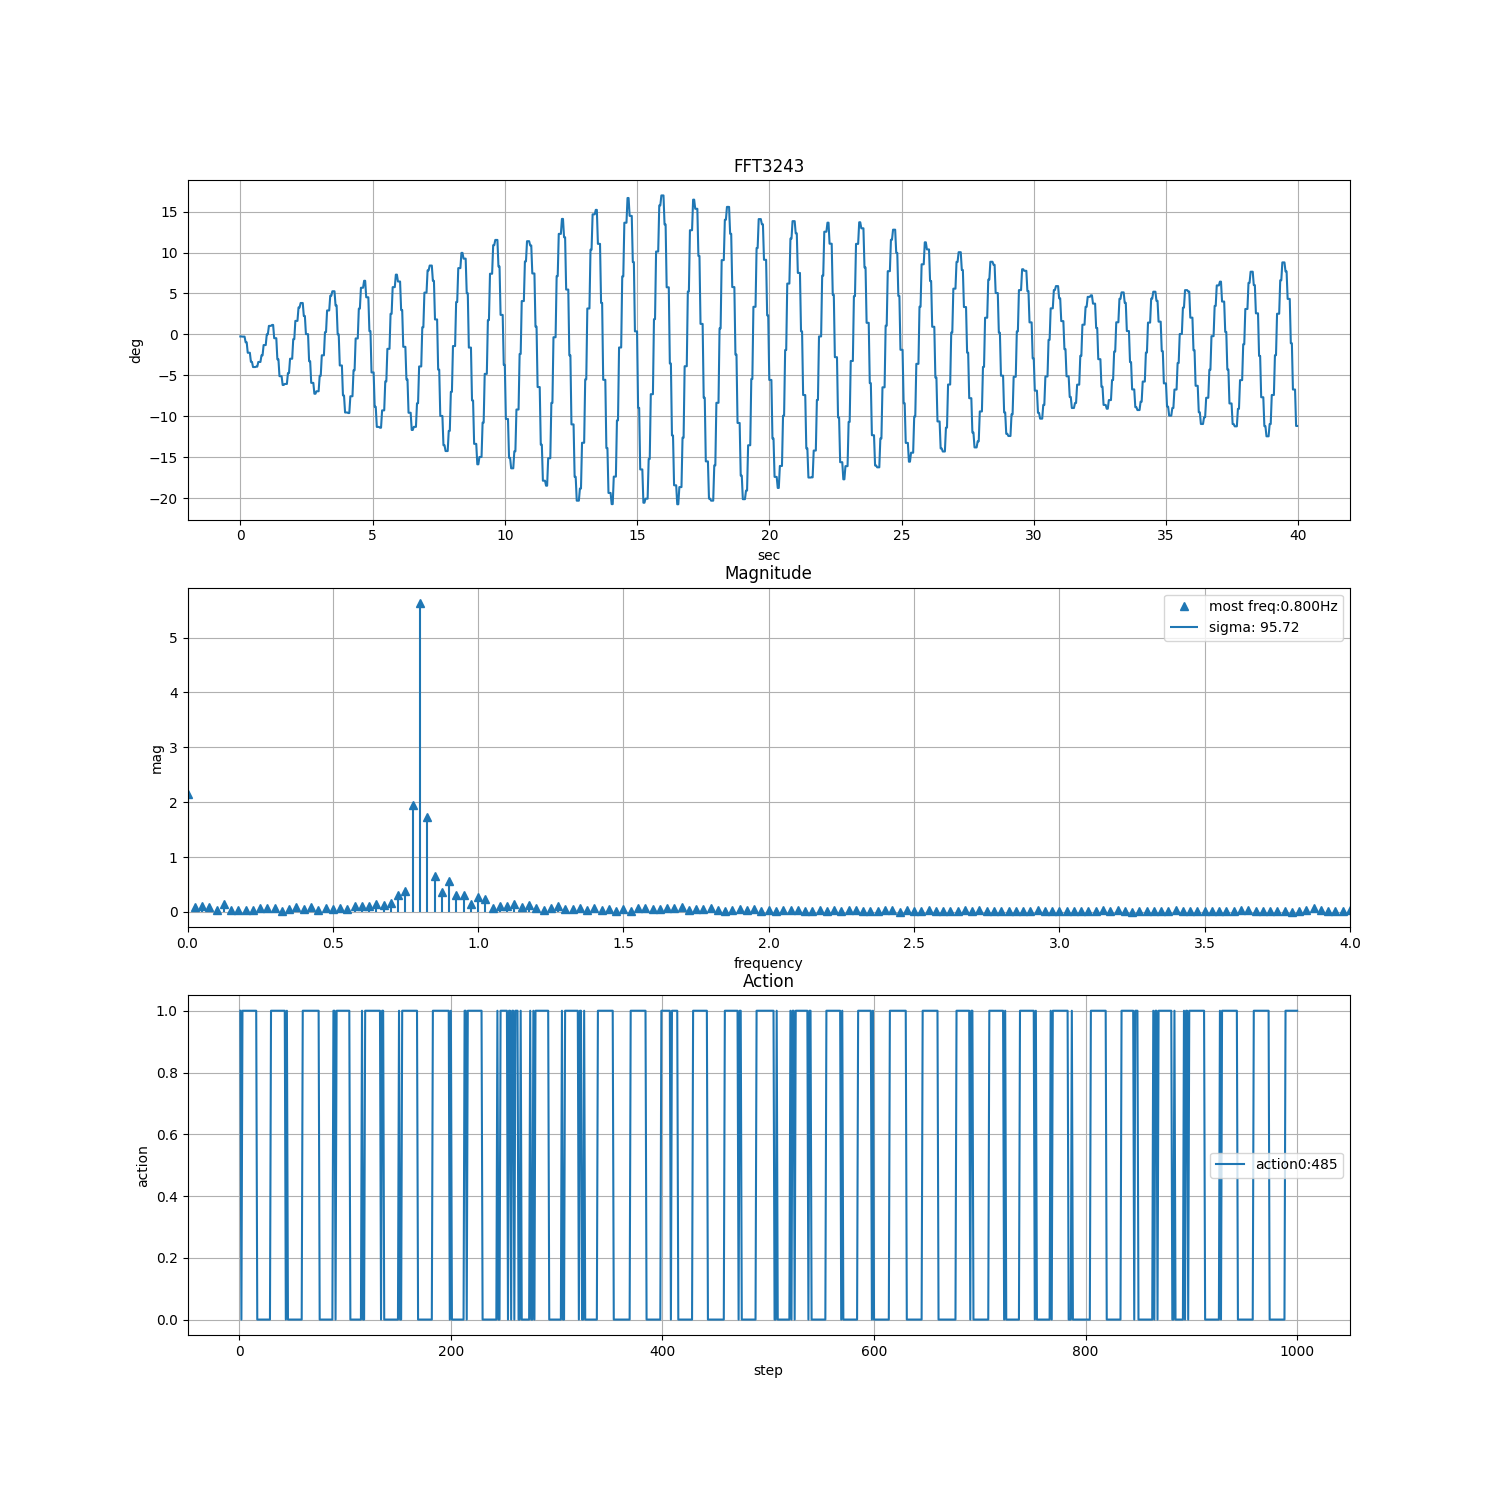 FFT3243
deg
15
10
5
0
−5
−10
−15
−20
0 5 10 15 20 25 30 35 40
sec
Magnitude
mag
5
4
3
2
1
0
most freq:0.800Hz
sigma: 95.72
0.0 0.5 1.0 1.5 2.0 2.5 3.0 3.5 4.0
frequency
Action
action
1.0
0.8
0.6
0.4
0.2
0.0
action0:485
0 200 400 600 800 1000
step